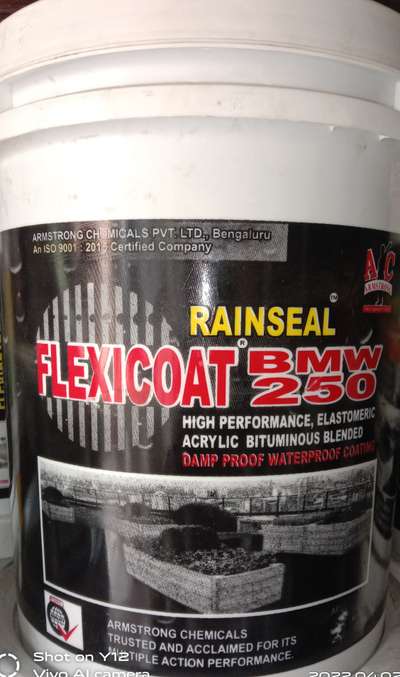 ARMSTRONG CHEMICALS PVT. LTD., Bengaluru
An ISO 9001 : 2015 Certified Company
A C
ARMSTRONG
RAINSEAL™
FLEXICOAT® BMW
250
HIGH PERFORMANCE, ELASTOMERIC
ACRYLIC BITUMINOUS BLENDED
DAMP PROOF WATERPROOF COATING
ARMSTRONG CHEMICALS
TRUSTED AND ACCLAIMED FOR ITS
MULTIPLE ACTION PERFORMANCE.
Shot on Y12
Vivo AI camera